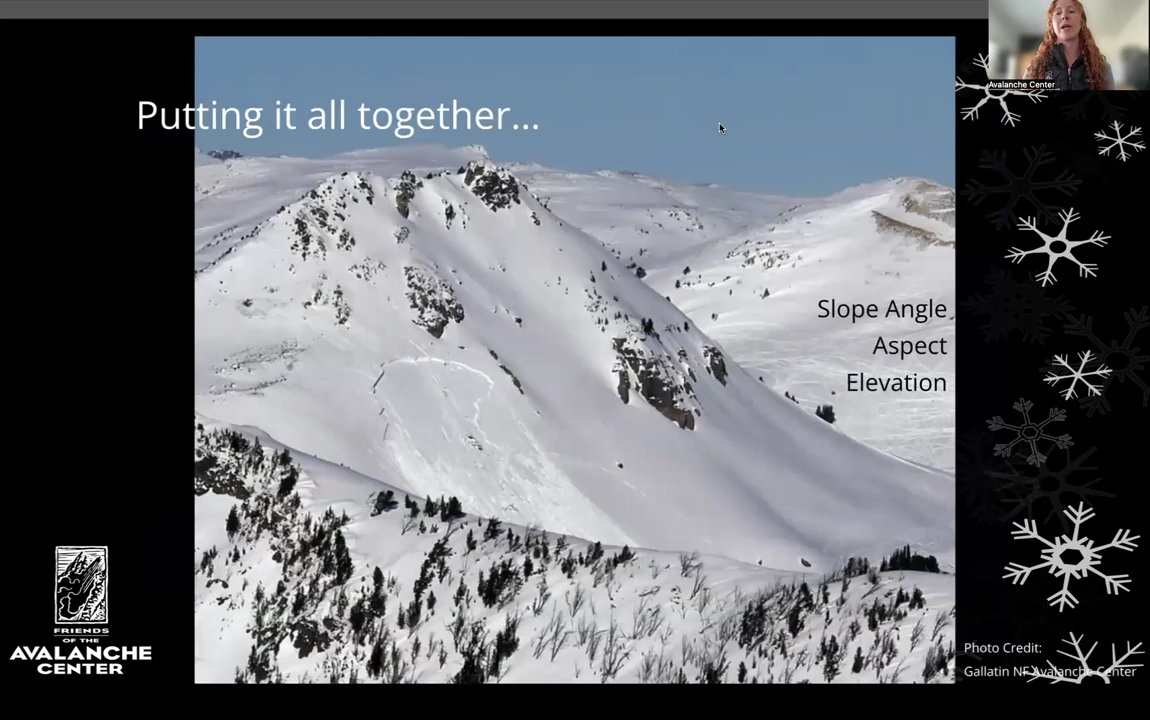 Avalanche Center
Putting it all together...
Slope Angle
Aspect
Elevation
FRIENDS
OF THE
AVALANCHE
CENTER
Photo Credit:
Gallatin NF Avalanche Center